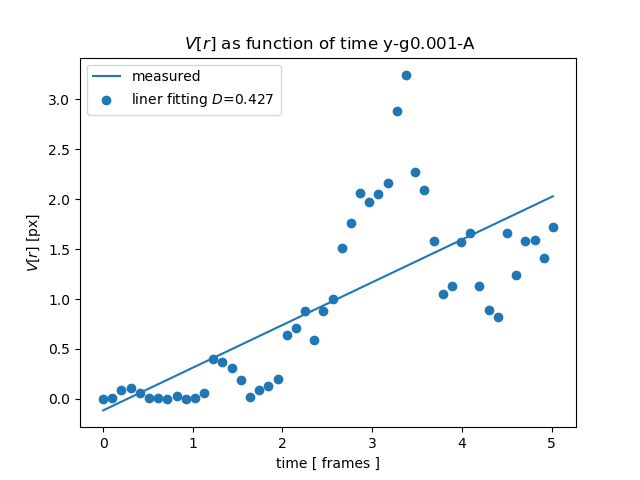 V[r] as function of time y-g0.001-A
measured
liner fitting D=0.427
3.0
2.5
2.0
1.5
1.0
0.5
0.0
V[r] [px]
0 1 2 3 4 5
time [ frames ]